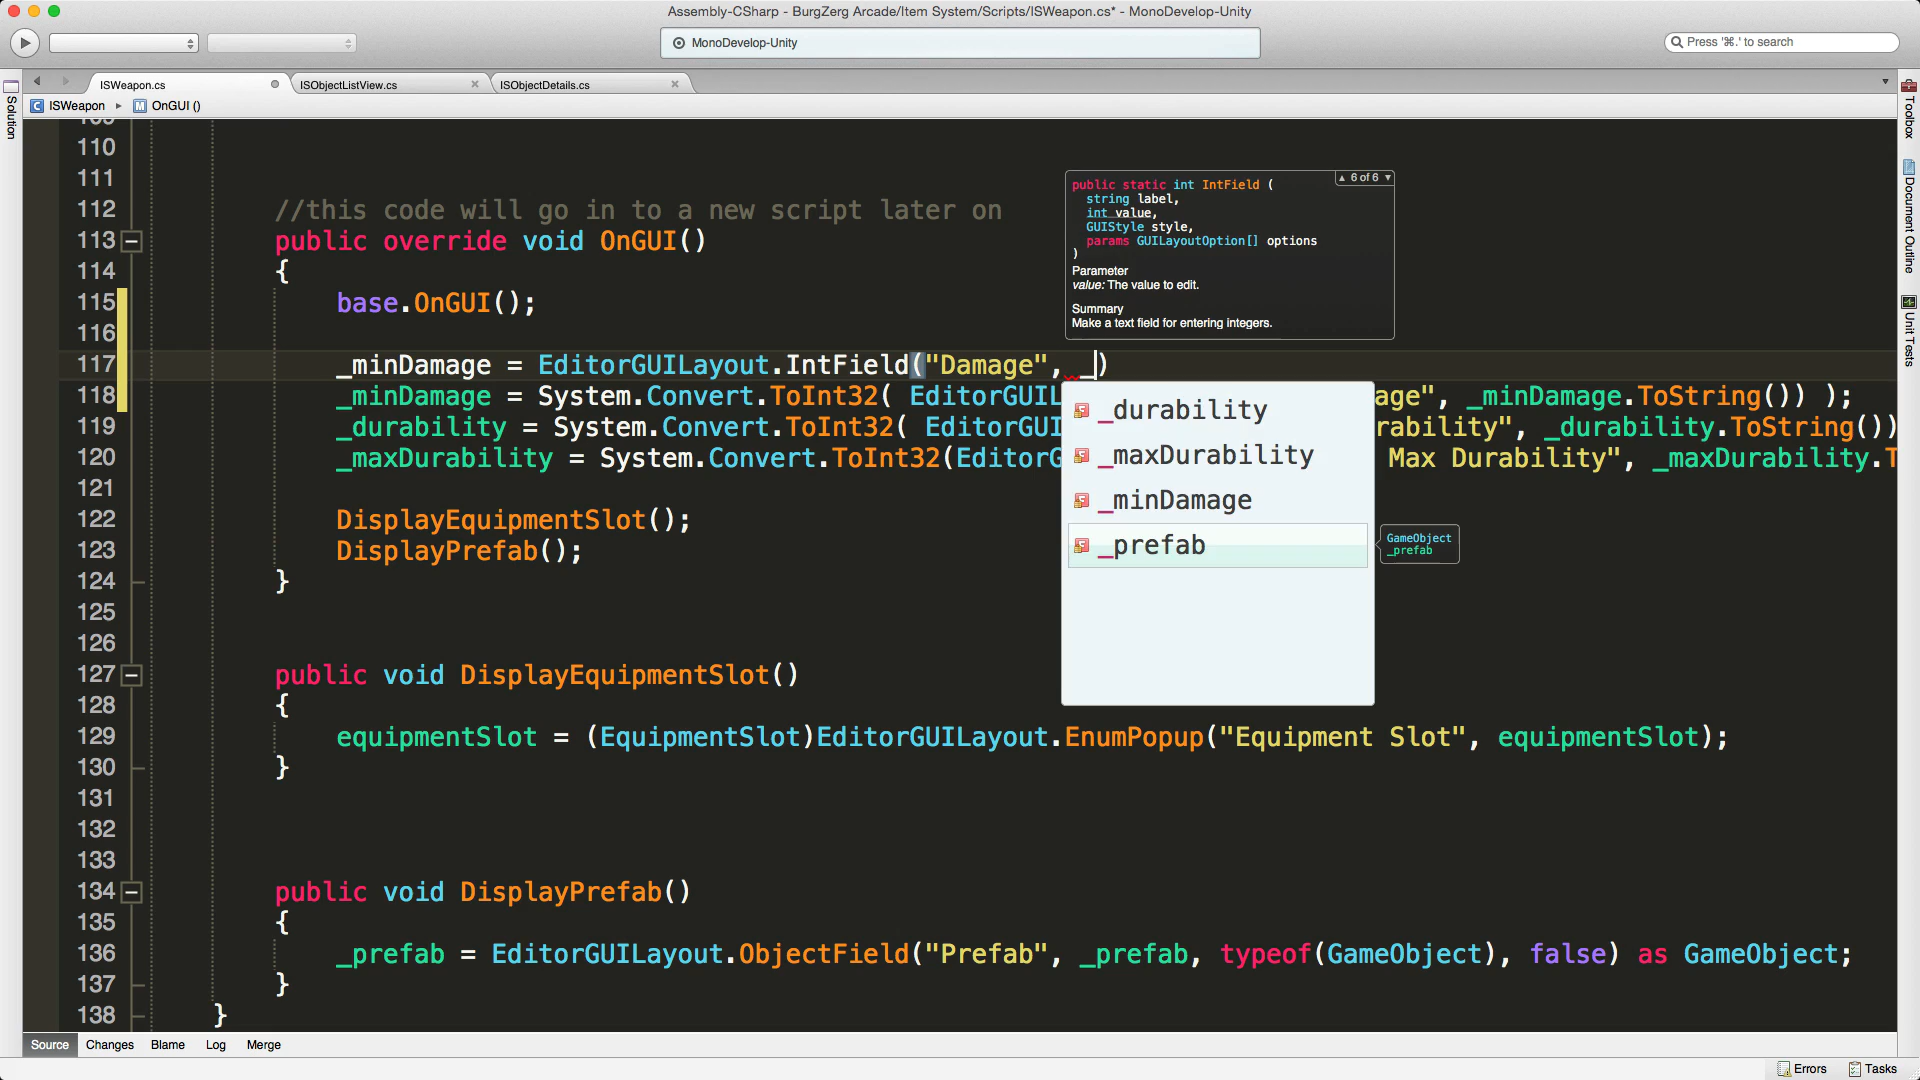 Assembly-CSharp - BurgZerg Arcade/Item System/Scripts/ISWeapon.cs* - MonoDevelop-Unity
MonoDevelop-Unity
Press '⌘.' to search
ISWeapon.cs
ISObjectListView.cs
ISObjectDetails.cs
ISWeapon ▸ OnGUI ()
Solution
Toolbox
Document Outline
Unit Tests
110
111
112 //this code will go in to a new script later on
113 public override void OnGUI()
114 {
115 base.OnGUI();
116
117 _minDamage = EditorGUILayout.IntField("Damage", _)
118 _minDamage = System.Convert.ToInt32( EditorGUIL age", _minDamage.ToString()) );
119 _durability = System.Convert.ToInt32( EditorGUI rability", _durability.ToString())
120 _maxDurability = System.Convert.ToInt32(EditorG Max Durability", _maxDurability.T
121
122 DisplayEquipmentSlot();
123 DisplayPrefab();
124 }
125
126
127 public void DisplayEquipmentSlot()
128 {
129 equipmentSlot = (EquipmentSlot)EditorGUILayout.EnumPopup("Equipment Slot", equipmentSlot);
130 }
131
132
133
134 public void DisplayPrefab()
135 {
136 _prefab = EditorGUILayout.ObjectField("Prefab", _prefab, typeof(GameObject), false) as GameObject;
137 }
138 }
▲ 6 of 6 ▼
public static int IntField (
string label,
int value,
GUIStyle style,
params GUILayoutOption[] options
)
Parameter
value: The value to edit.
Summary
Make a text field for entering integers.
_durability
_maxDurability
_minDamage
_prefab
GameObject
_prefab
Source Changes Blame Log Merge
Errors Tasks